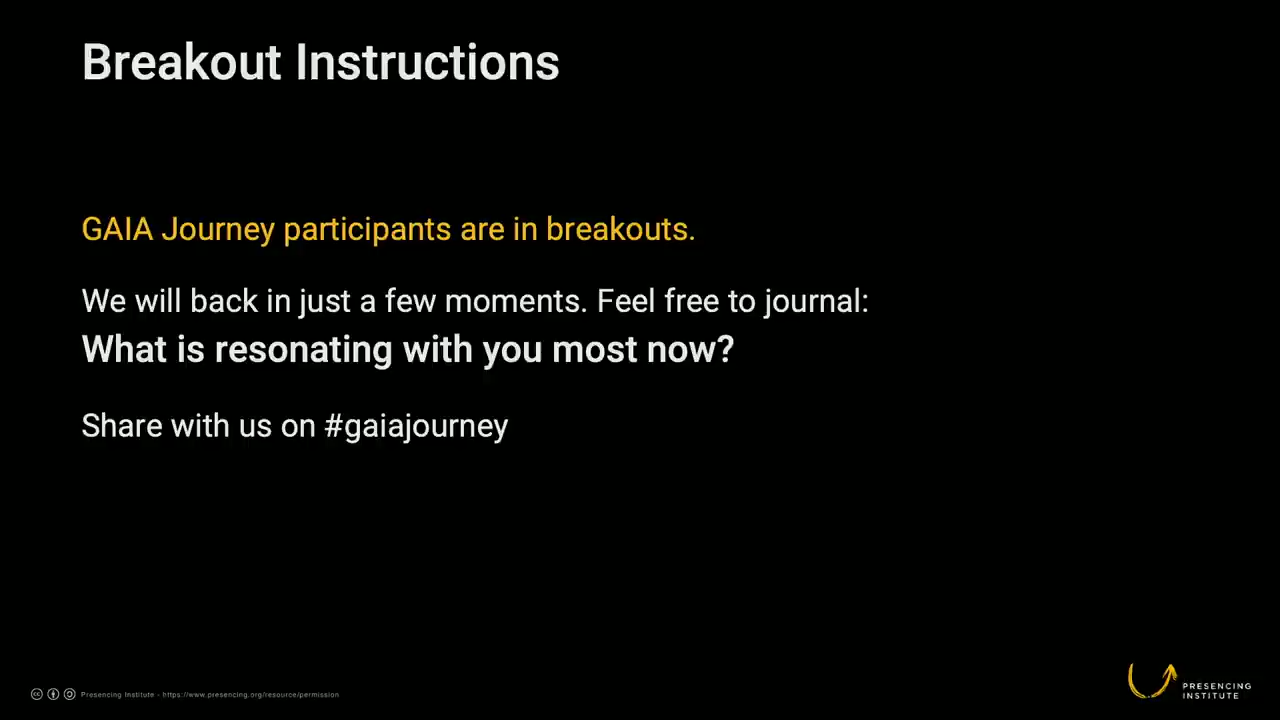 Breakout Instructions
GAIA Journey participants are in breakouts.
We will back in just a few moments. Feel free to journal:
What is resonating with you most now?
Share with us on #gaiajourney
cc Presencing Institute - https://www.presencing.org/resource/permission
PRESENCING
INSTITUTE